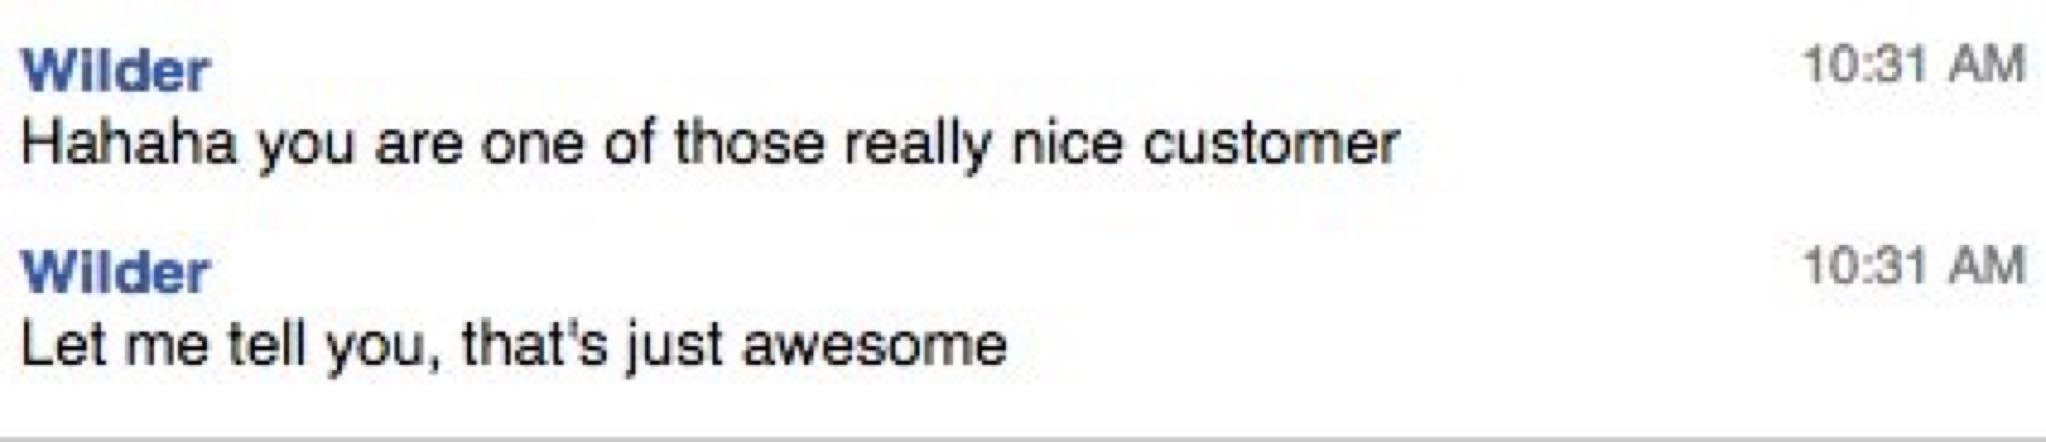 Wilder 10:31 AM
Hahaha you are one of those really nice customer
Wilder 10:31 AM
Let me tell you, that's just awesome